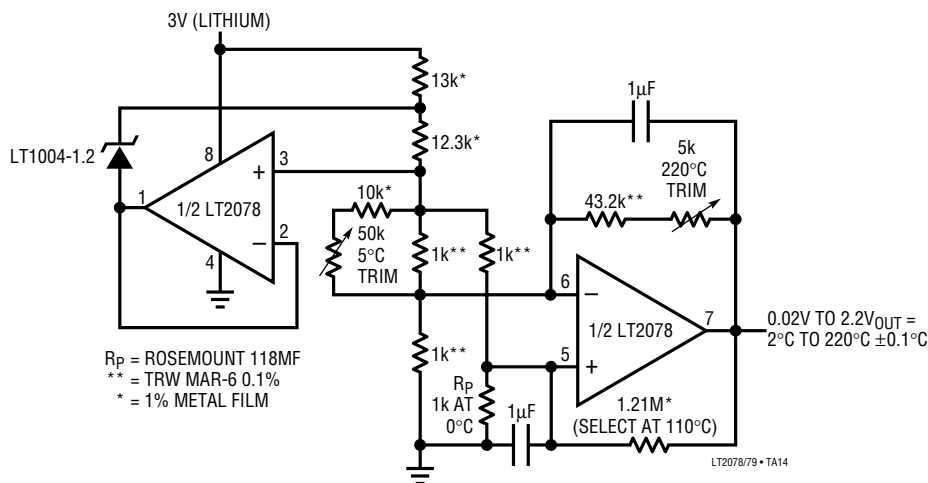 3V (LITHIUM)
13k*
1µF
LT1004-1.2
12.3k*
5k
220°C
TRIM
8
3
+
10k*
43.2k**
1
1/2 LT2078
50k
5°C
TRIM
1k**
1k**
–
2
4
6
–
1/2 LT2078
7
0.02V TO 2.2VOUT =
2°C TO 220°C ±0.1°C
1k**
5
+
RP = ROSEMOUNT 118MF
** = TRW MAR-6 0.1%
* = 1% METAL FILM
RP
1k AT
0°C
1µF
1.21M*
(SELECT AT 110°C)
LT2078/79 • TA14